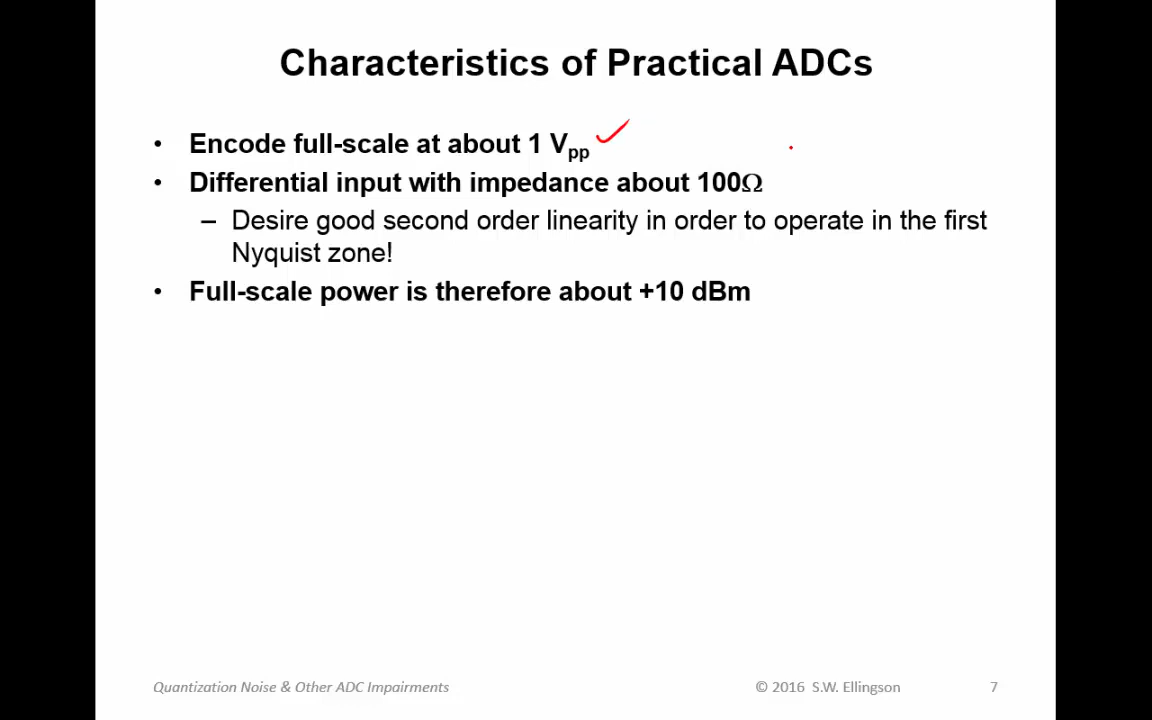 Characteristics of Practical ADCs
• Encode full-scale at about 1 Vpp
• Differential input with impedance about 100Ω
– Desire good second order linearity in order to operate in the first
Nyquist zone!
• Full-scale power is therefore about +10 dBm
Quantization Noise & Other ADC Impairments © 2016 S.W. Ellingson 7